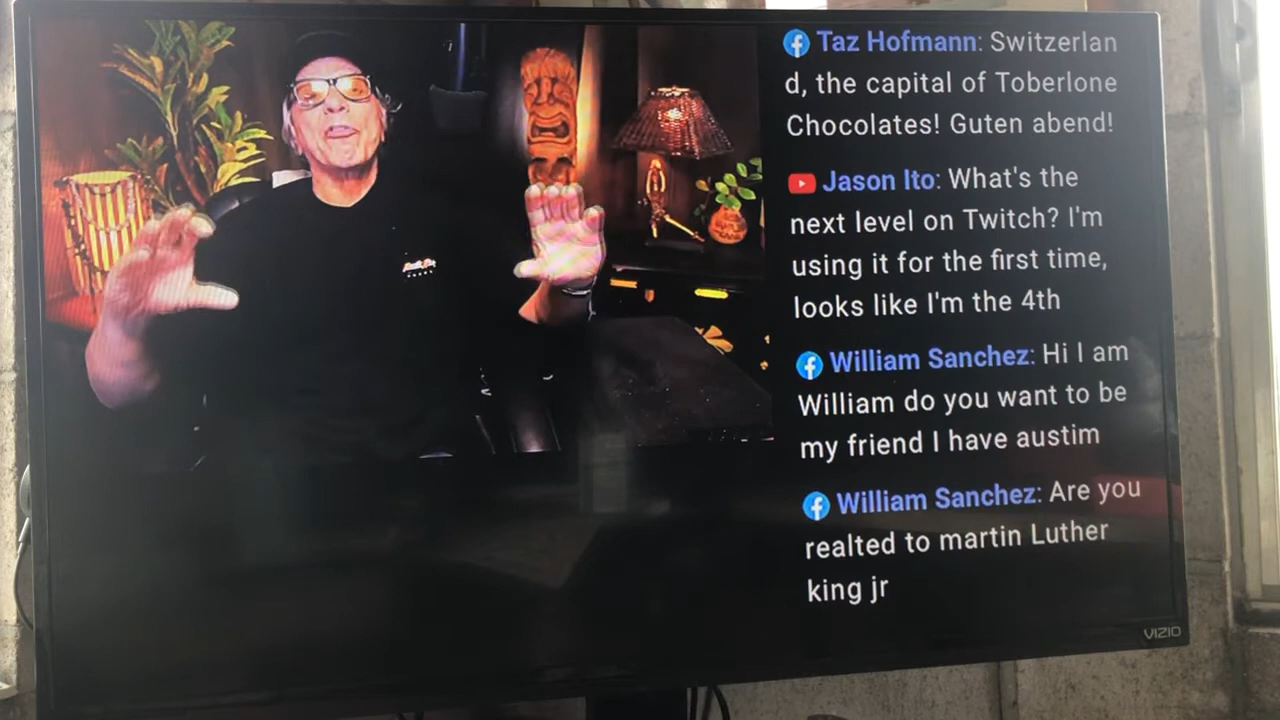 Taz Hofmann: Switzerlan
d, the capital of Toberlone
Chocolates! Guten abend!
Jason Ito: What's the
next level on Twitch? I'm
using it for the first time,
looks like I'm the 4th
William Sanchez: Hi I am
William do you want to be
my friend I have austim
William Sanchez: Are you
realted to martin Luther
king jr
VIZIO